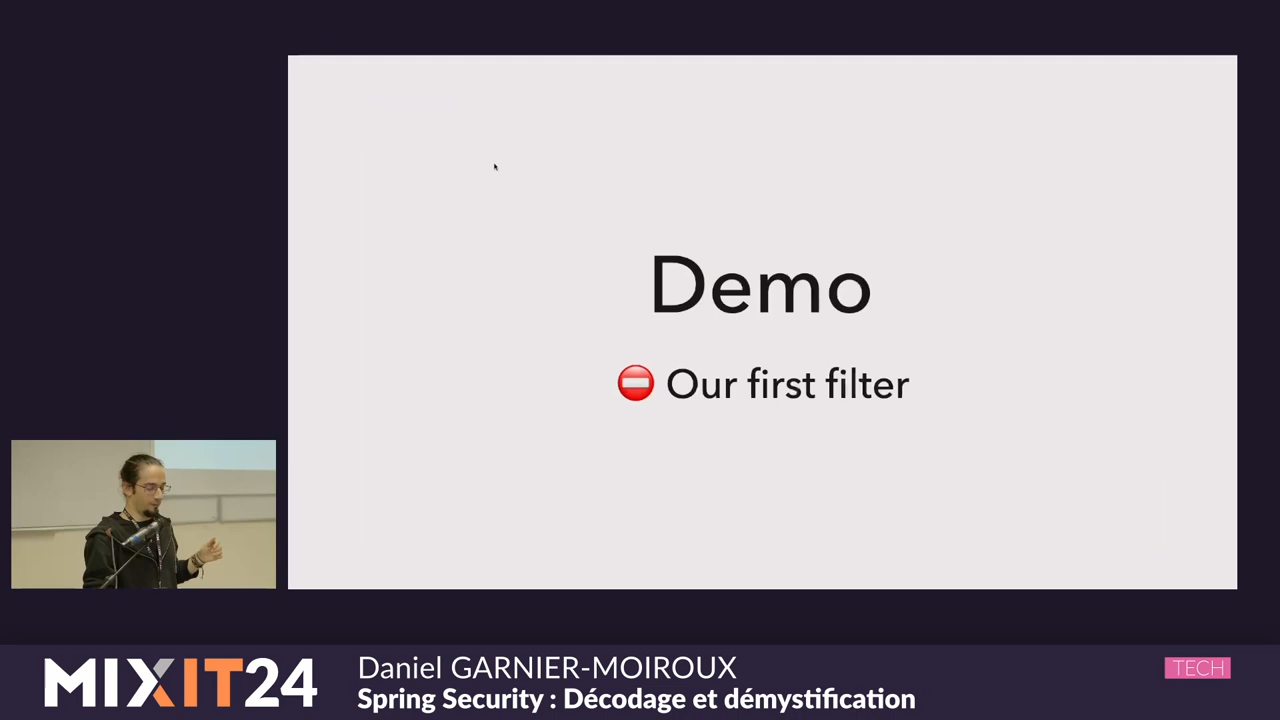 Demo
⛔ Our first filter
MIXIT24
Daniel GARNIER-MOIROUX
Spring Security : Décodage et démystification
TECH